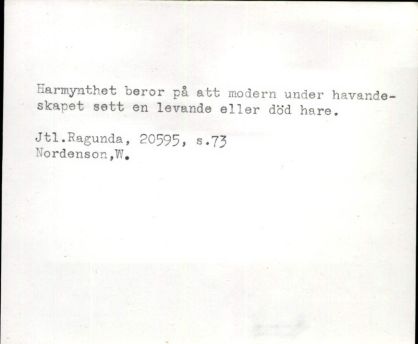 Harmynthet beror på att modern under havande-
skapet sett en levande eller död hare.
Jtl.Ragunda, 20595, s.73
Nordenson,W.